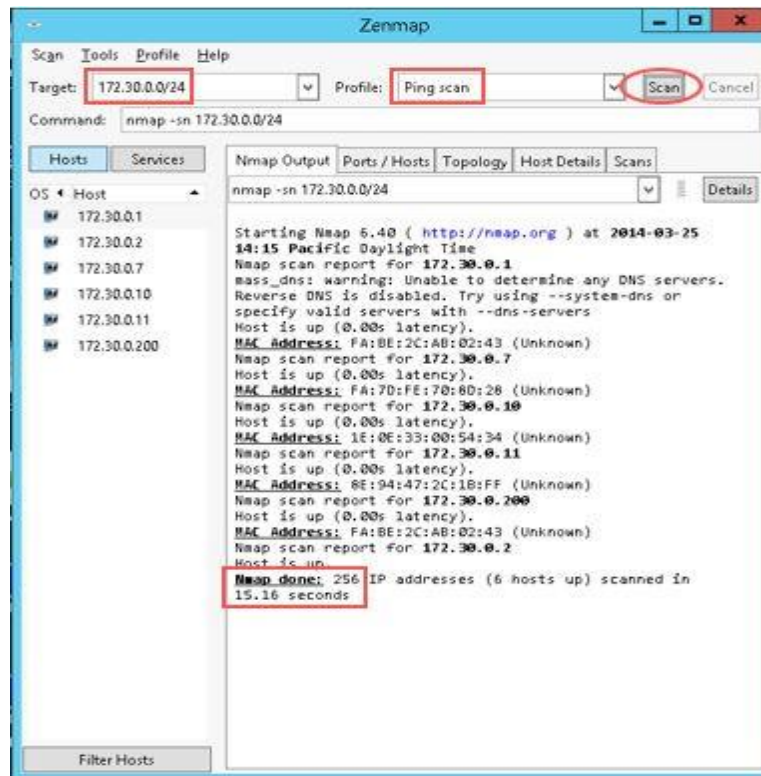 Zenmap
Scan Tools Profile Help
Target: 172.30.0.0/24 Profile: Ping scan Scan Cancel
Command: nmap -sn 172.30.0.0/24
Hosts Services
Nmap Output Ports / Hosts Topology Host Details Scans
OS Host
172.30.0.1
172.30.0.2
172.30.0.7
172.30.0.10
172.30.0.11
172.30.0.200
nmap -sn 172.30.0.0/24 Details
Starting Nmap 6.40 ( http://nmap.org ) at 2014-03-25
14:15 Pacific Daylight Time
Nmap scan report for 172.30.0.1
mass_dns: warning: Unable to determine any DNS servers.
Reverse DNS is disabled. Try using --system-dns or
specify valid servers with --dns-servers
Host is up (0.00s latency).
MAC Address: FA:BE:2C:AB:02:43 (Unknown)
Nmap scan report for 172.30.0.7
Host is up (0.00s latency).
MAC Address: FA:7D:FE:70:8D:28 (Unknown)
Nmap scan report for 172.30.0.10
Host is up (0.00s latency).
MAC Address: 1E:0E:33:00:54:34 (Unknown)
Nmap scan report for 172.30.0.11
Host is up (0.00s latency).
MAC Address: 8E:94:47:2C:1B:FF (Unknown)
Nmap scan report for 172.30.0.200
Host is up (0.00s latency).
MAC Address: FA:BE:2C:AB:02:43 (Unknown)
Nmap scan report for 172.30.0.2
Host is up.
Nmap done: 256 IP addresses (6 hosts up) scanned in
15.16 seconds
Filter Hosts